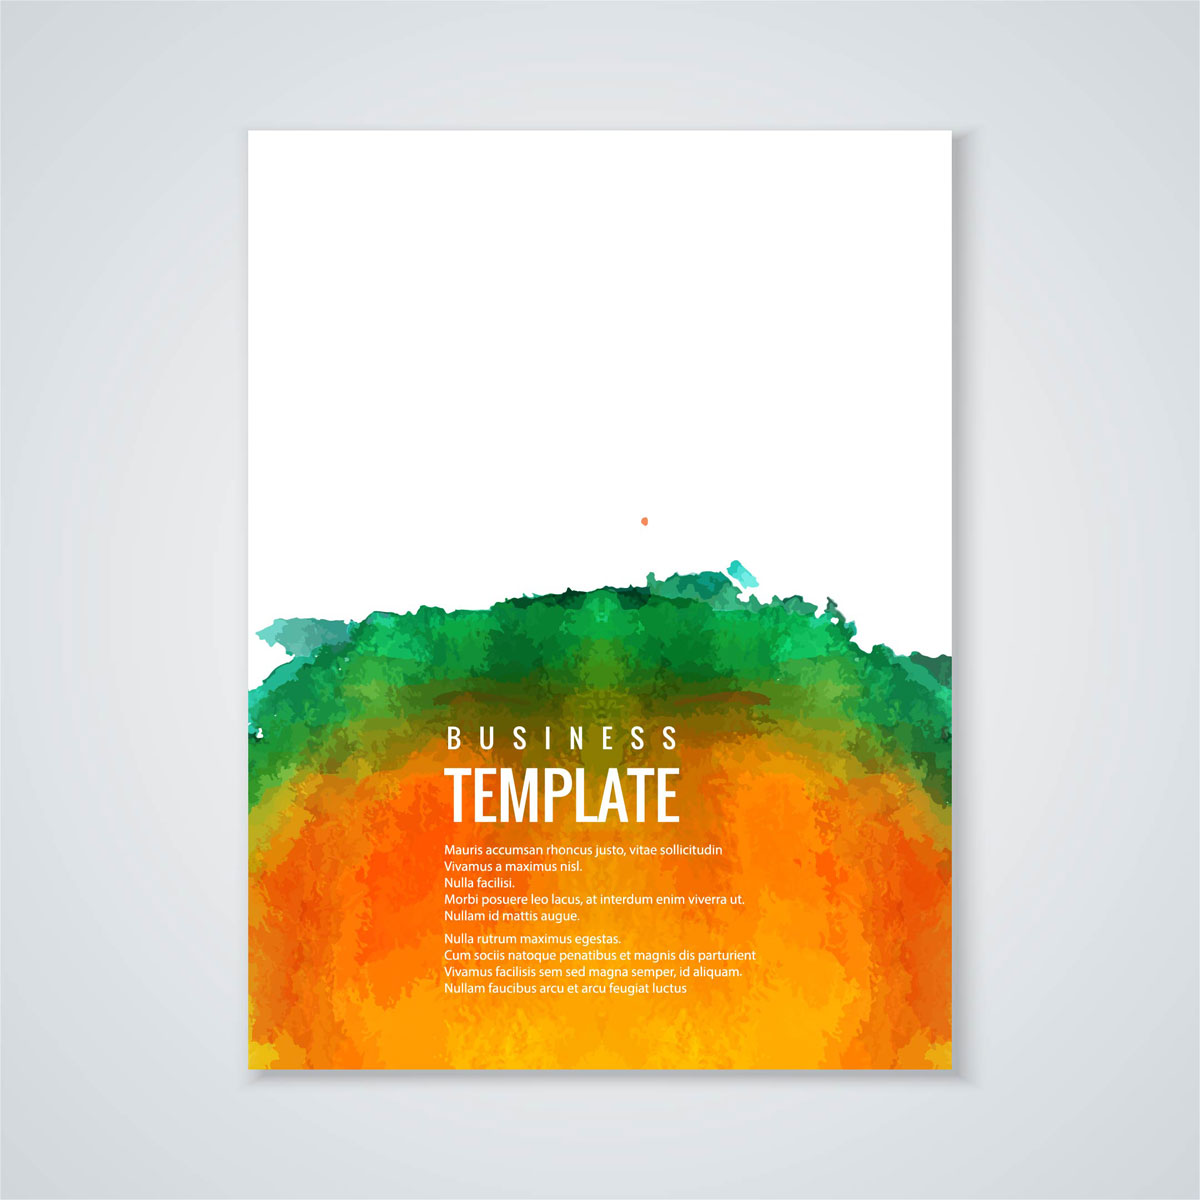 BUSINESS
TEMPLATE
Mauris accumsan rhoncus justo, vitae sollicitudin
Vivamus a maximus nisl.
Nulla facilisi.
Morbi posuere leo lacus, at interdum enim viverra ut.
Nullam id mattis augue.
Nulla rutrum maximus egestas.
Cum sociis natoque penatibus et magnis dis parturient
Vivamus facilisis sem sed magna semper, id aliquam.
Nullam faucibus arcu et arcu feugiat luctus